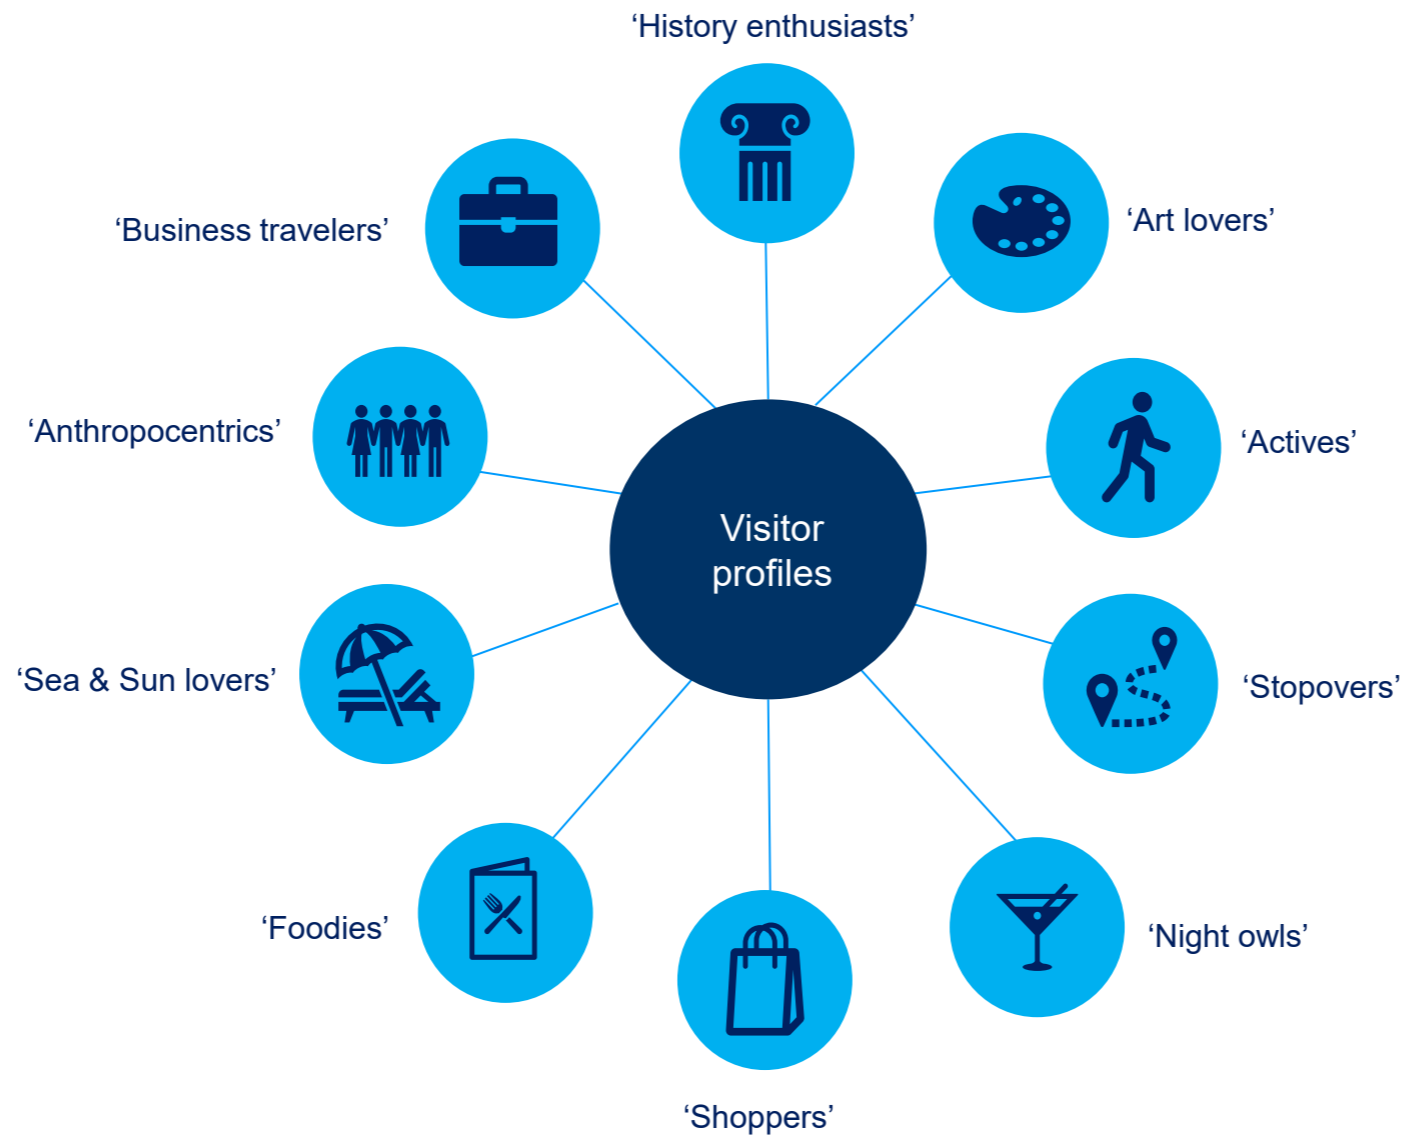 ‘History enthusiasts’
‘Business travelers’
‘Art lovers’
‘Anthropocentrics’
‘Actives’
Visitor
profiles
‘Sea & Sun lovers’
‘Stopovers’
‘Foodies’
‘Night owls’
‘Shoppers’